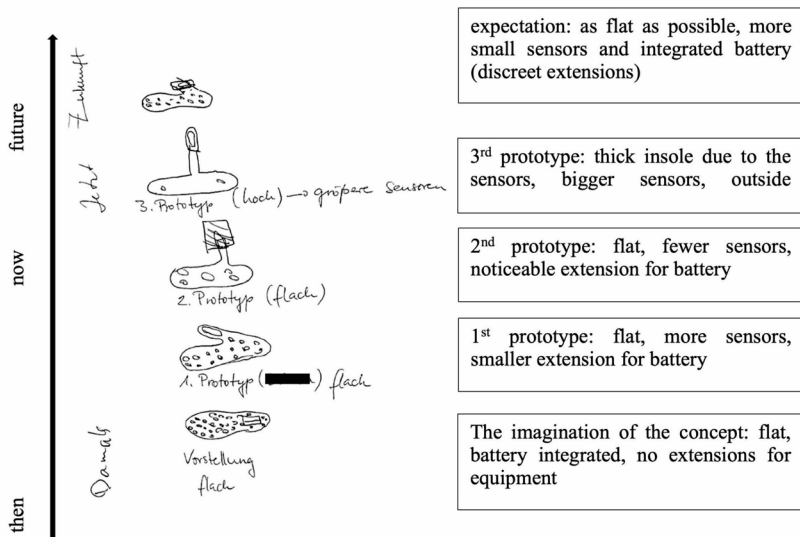 expectation: as flat as possible, more
small sensors and integrated battery
(discreet extensions)
future
Zukunft
3rd prototype: thick insole due to the
sensors, bigger sensors, outside
Jetzt
3. Prototyp (hoch) → größere Sensoren
now
2nd prototype: flat, fewer sensors,
noticeable extension for battery
2. Prototyp (flach)
1st prototype: flat, more sensors,
smaller extension for battery
1. Prototyp ( ) flach
Damals
The imagination of the concept: flat,
battery integrated, no extensions for
equipment
Vorstellung
flach
then